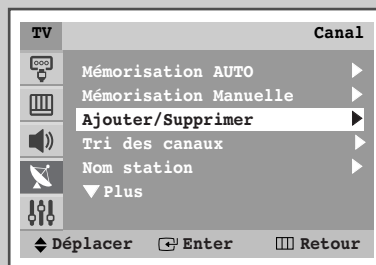 TV Canal
Mémorisation AUTO
Mémorisation Manuelle
Ajouter/Supprimer
Tri des canaux
Nom station
Plus
Déplacer Enter Retour